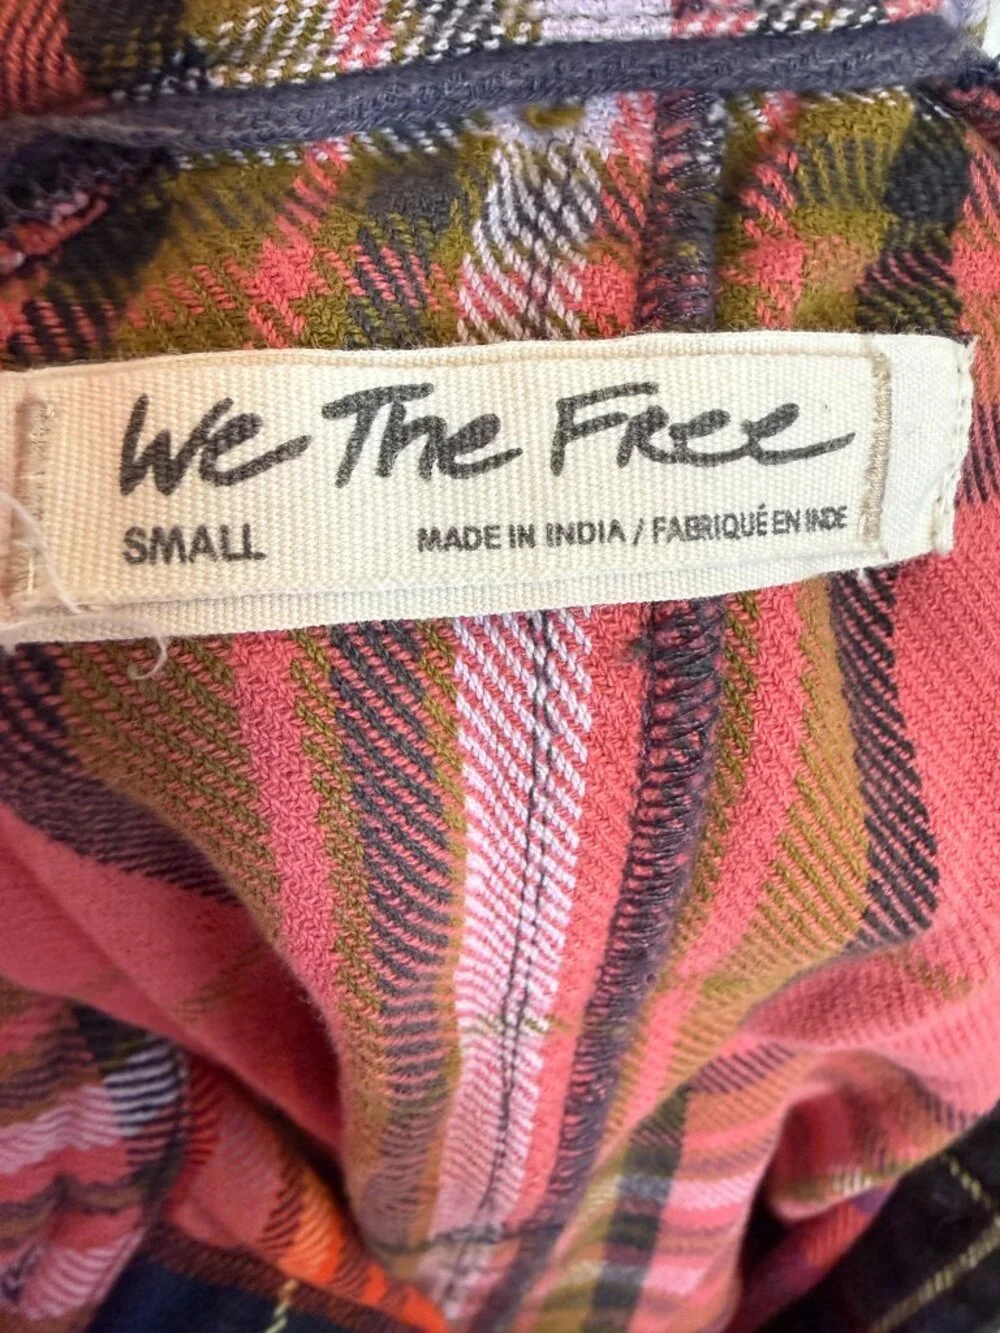 We The Free
SMALL MADE IN INDIA / FABRIQUÉ EN INDE